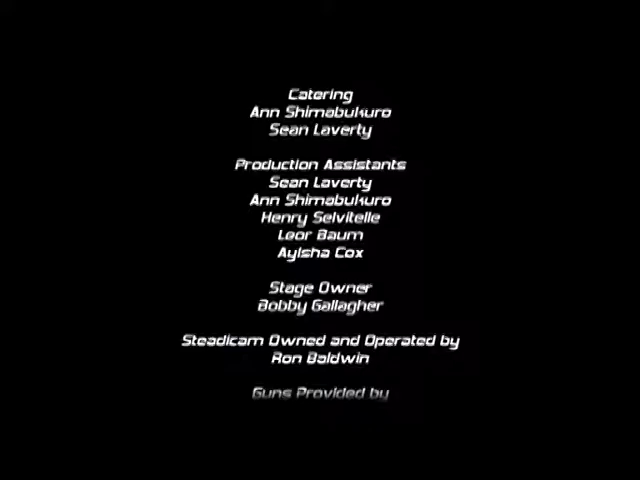 Catering
Ann Shimabukuro
Sean Laverty
Production Assistants
Sean Laverty
Ann Shimabukuro
Henry Selvitelle
Leor Baum
Ayisha Cox
Stage Owner
Bobby Gallagher
Steadicam Owned and Operated by
Ron Baldwin
Guns Provided by